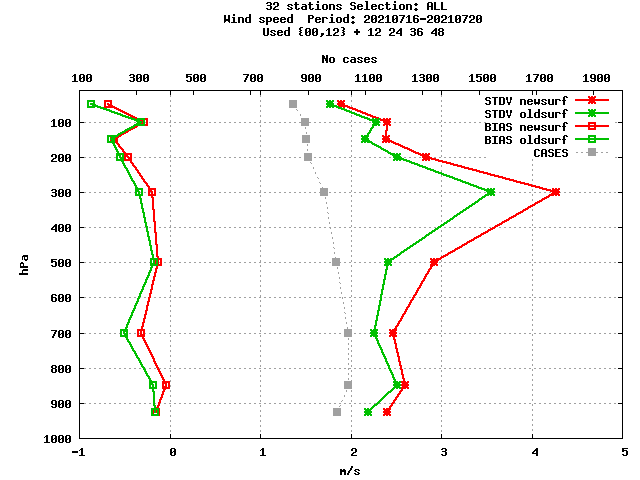 32 stations Selection: ALL
Wind speed  Period: 20210716-20210720
Used {00,12} + 12 24 36 48
No cases
100 300 500 700 900 1100 1300 1500 1700 1900
STDV newsurf
STDV oldsurf
BIAS newsurf
BIAS oldsurf
CASES
100
200
300
400
500
600
700
800
900
1000
hPa
-1 0 1 2 3 4 5
m/s